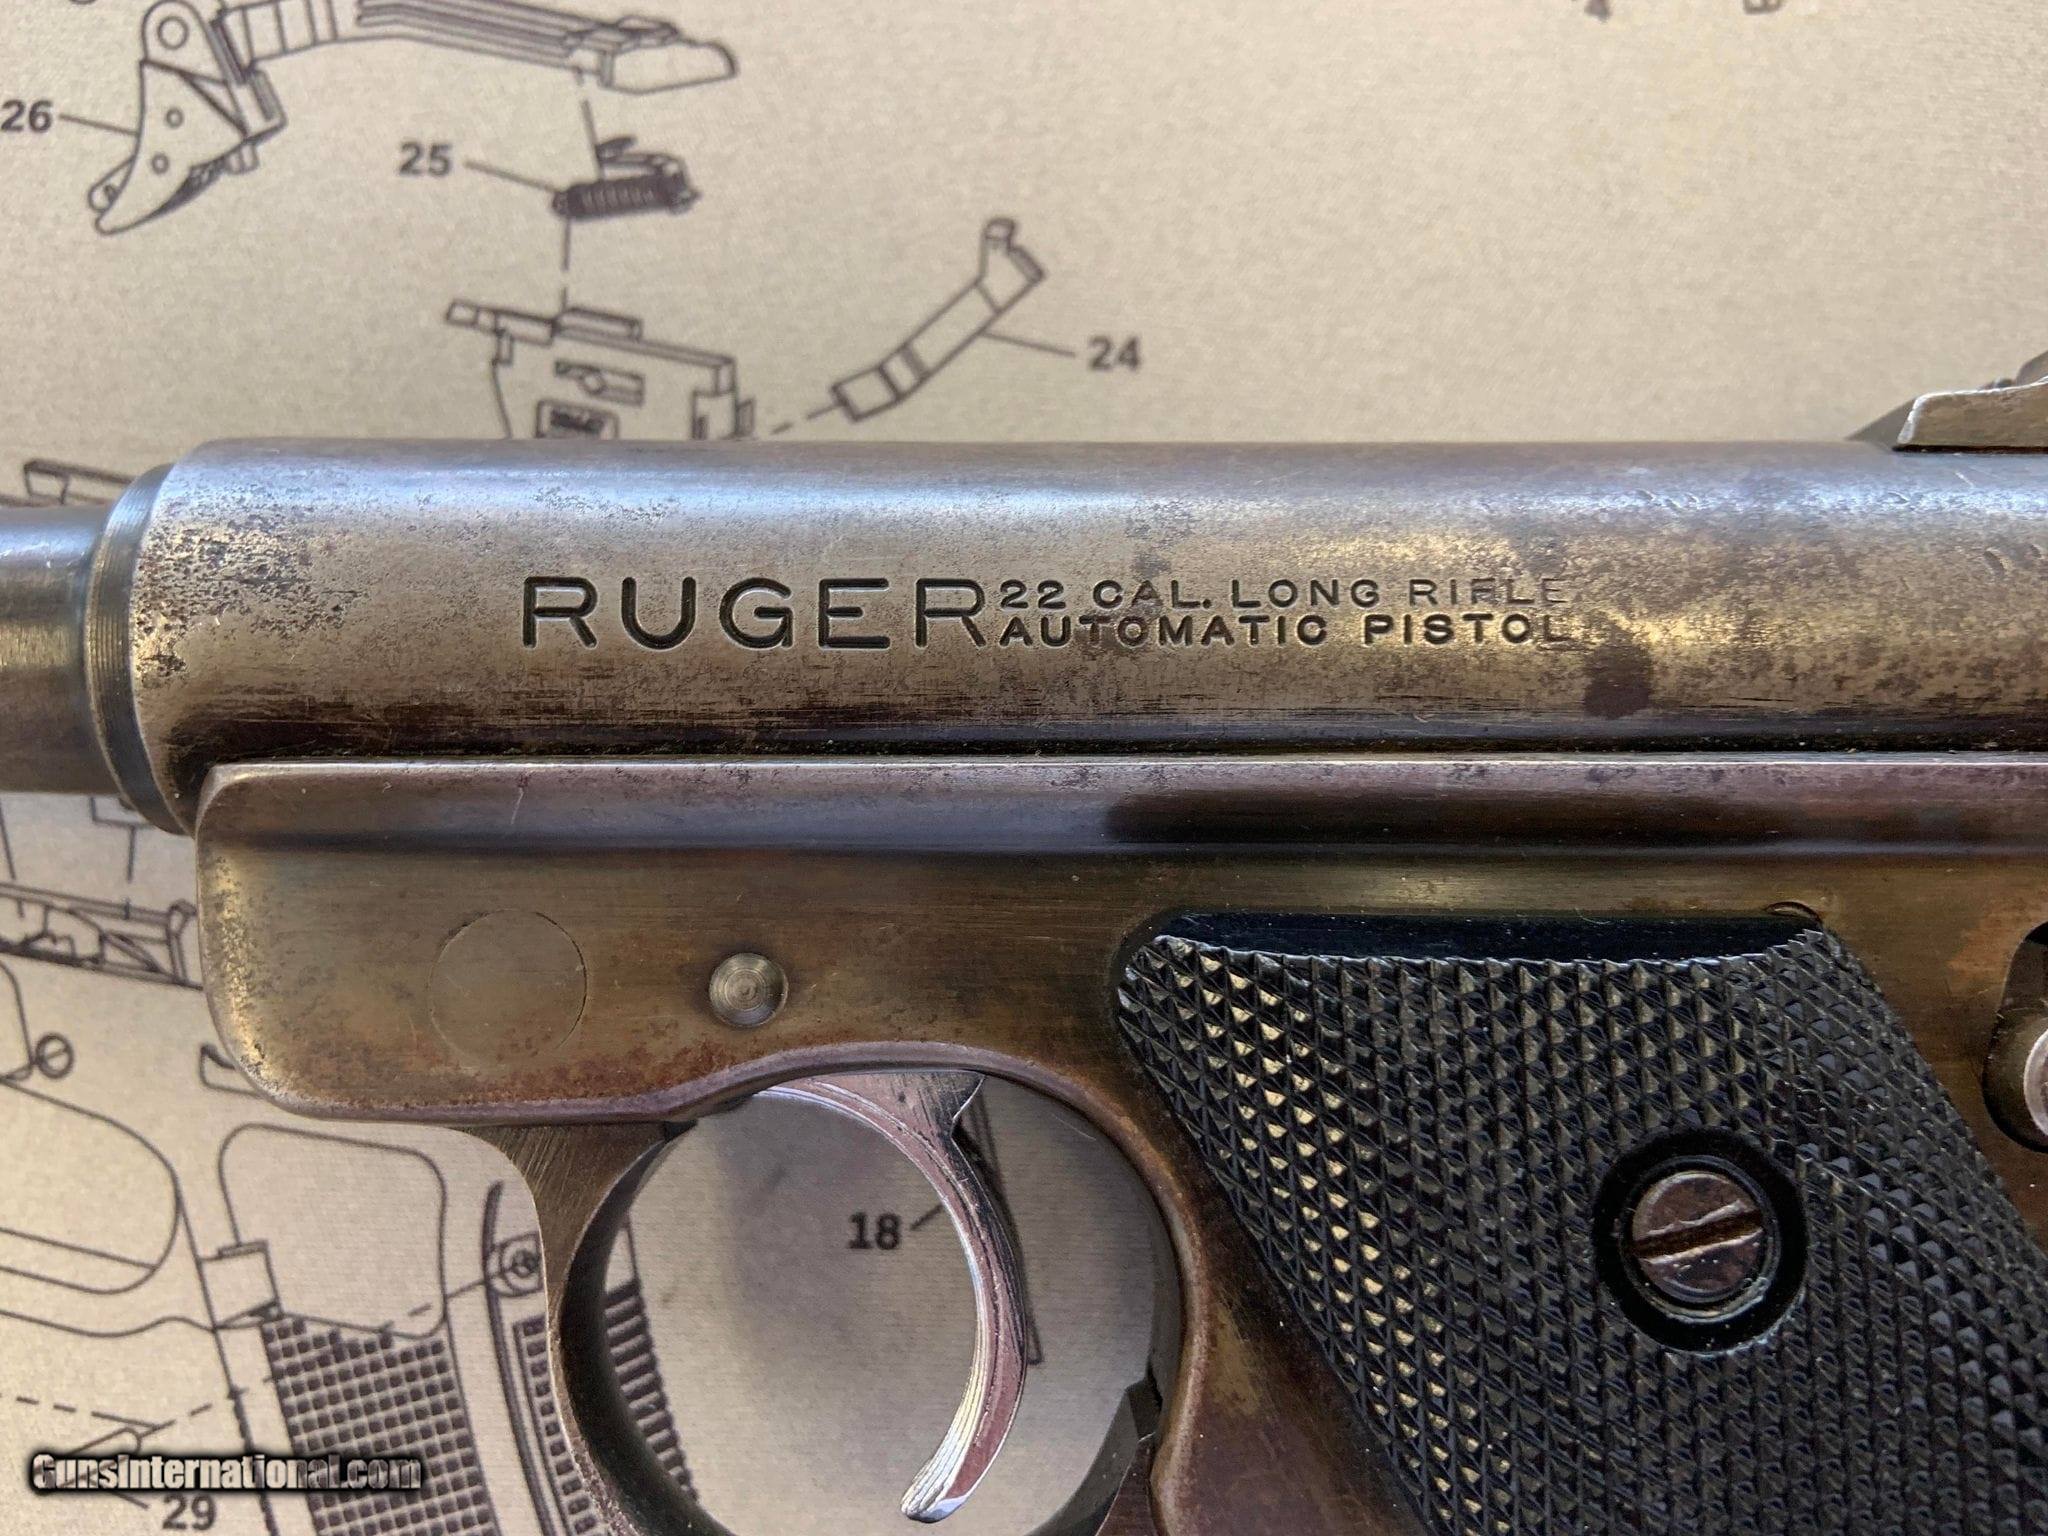 26
25
24
RUGER 22 CAL. LONG RIFLE
AUTOMATIC PISTOL
18
GunsInternational.com
29